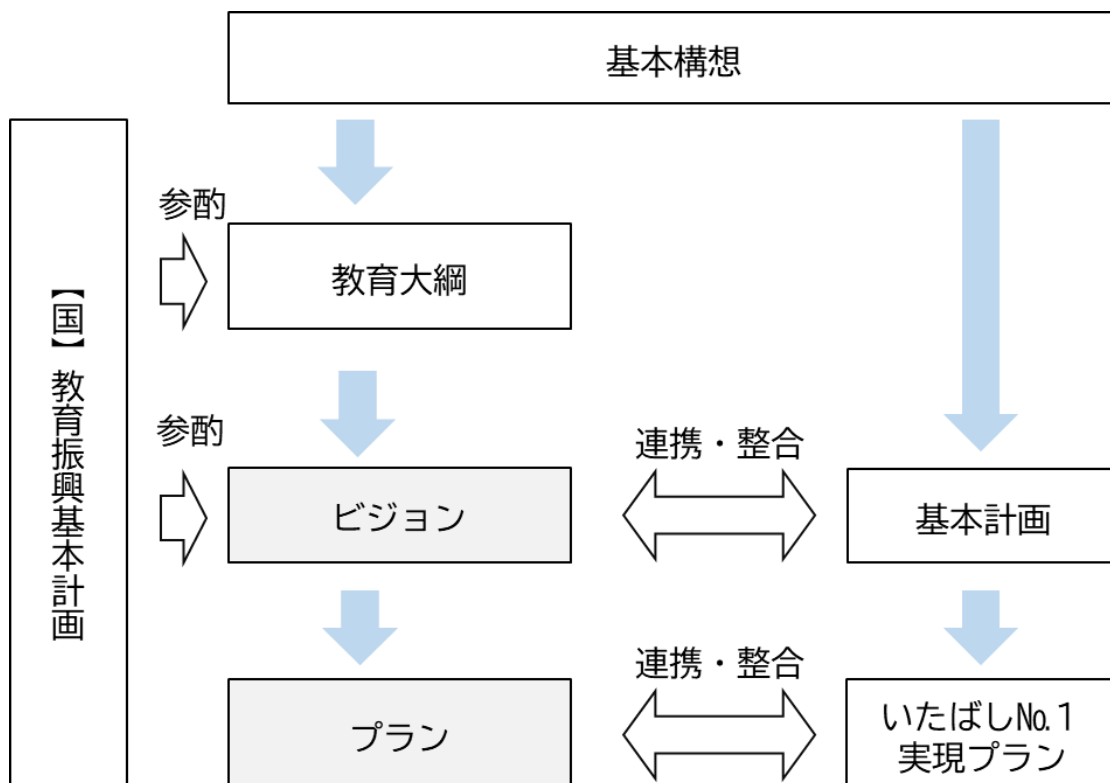 基本構想
【国】教育振興基本計画
参酌
教育大綱
参酌
ビジョン
連携・整合
基本計画
プラン
連携・整合
いたばし№1
実現プラン